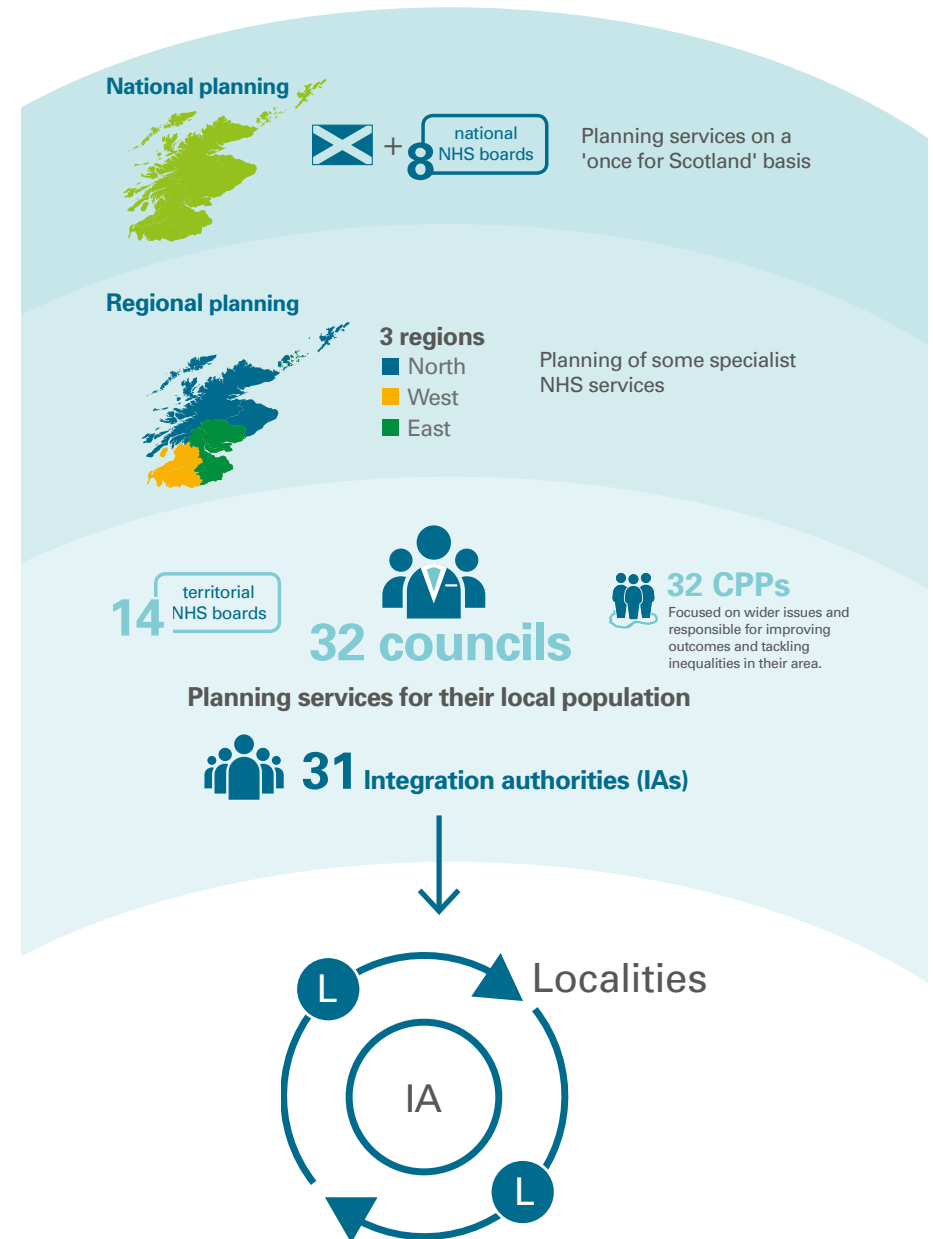 National planning
+
8
national
NHS boards
Planning services on a
'once for Scotland' basis
Regional planning
3 regions
North
West
East
Planning of some specialist
NHS services
14
territorial
NHS boards
32 councils
32 CPPs
Focused on wider issues and
responsible for improving
outcomes and tackling
inequalities in their area.
Planning services for their local population
31 Integration authorities (IAs)
L
Localities
IA
L